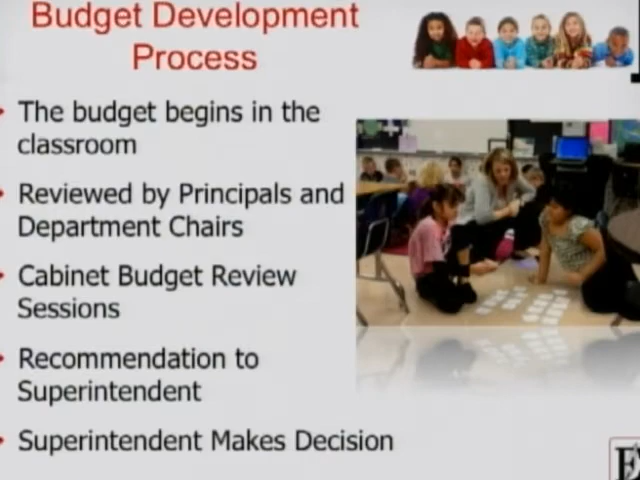 Budget Development
Process
The budget begins in the
classroom
Reviewed by Principals and
Department Chairs
Cabinet Budget Review
Sessions
Recommendation to
Superintendent
Superintendent Makes Decision
E